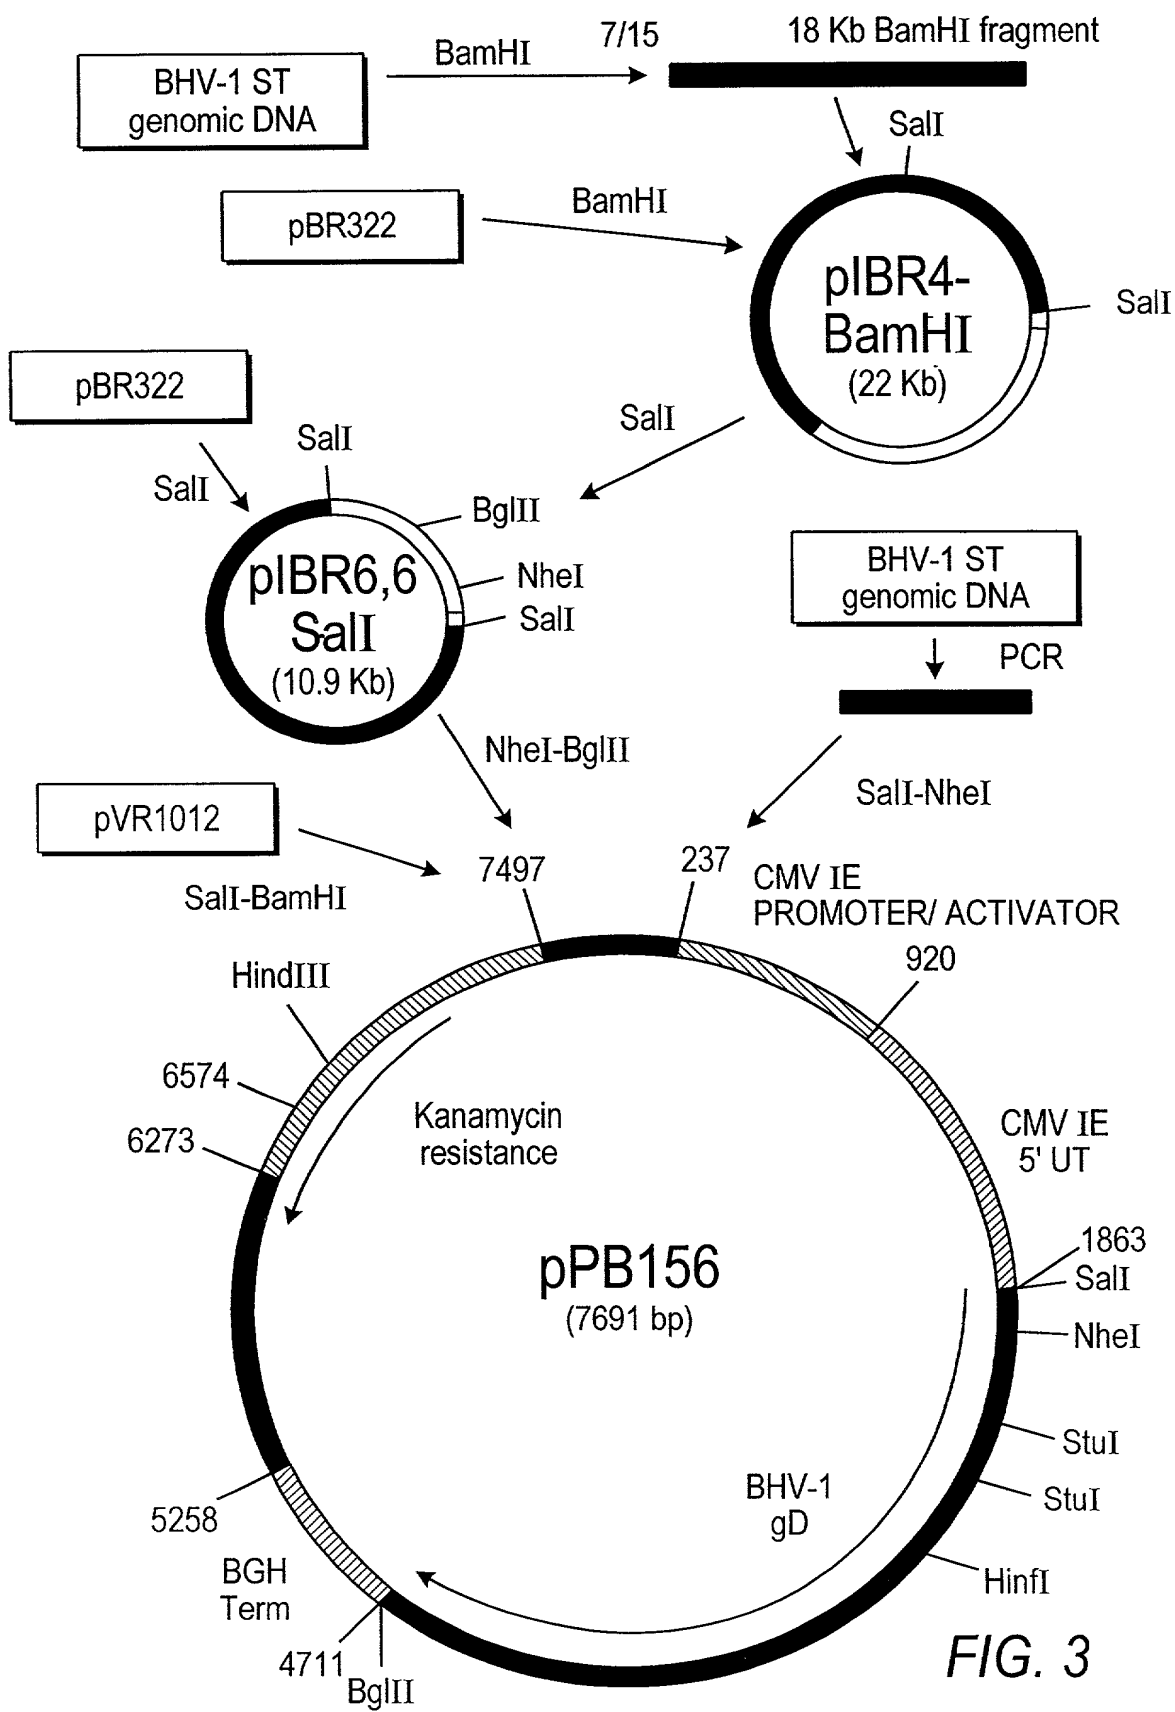 7/15
18 Kb BamHI fragment
BamHI
BHV-1 ST
genomic DNA
SalI
BamHI
pBR322
pIBR4-
BamHI
(22 Kb)
SalI
pBR322
SalI
SalI
SalI
BglII
pIBR6,6
SalI
(10.9 Kb)
NheI
SalI
BHV-1 ST
genomic DNA
PCR
NheI-BglII
SalI-NheI
pVR1012
SalI-BamHI
7497
237
CMV IE
PROMOTER/ ACTIVATOR
920
HindIII
6574
6273
Kanamycin
resistance
CMV IE
5' UT
pPB156
(7691 bp)
1863
SalI
NheI
StuI
StuI
HinfI
BHV-1
gD
5258
BGH
Term
4711
BglII
FIG. 3